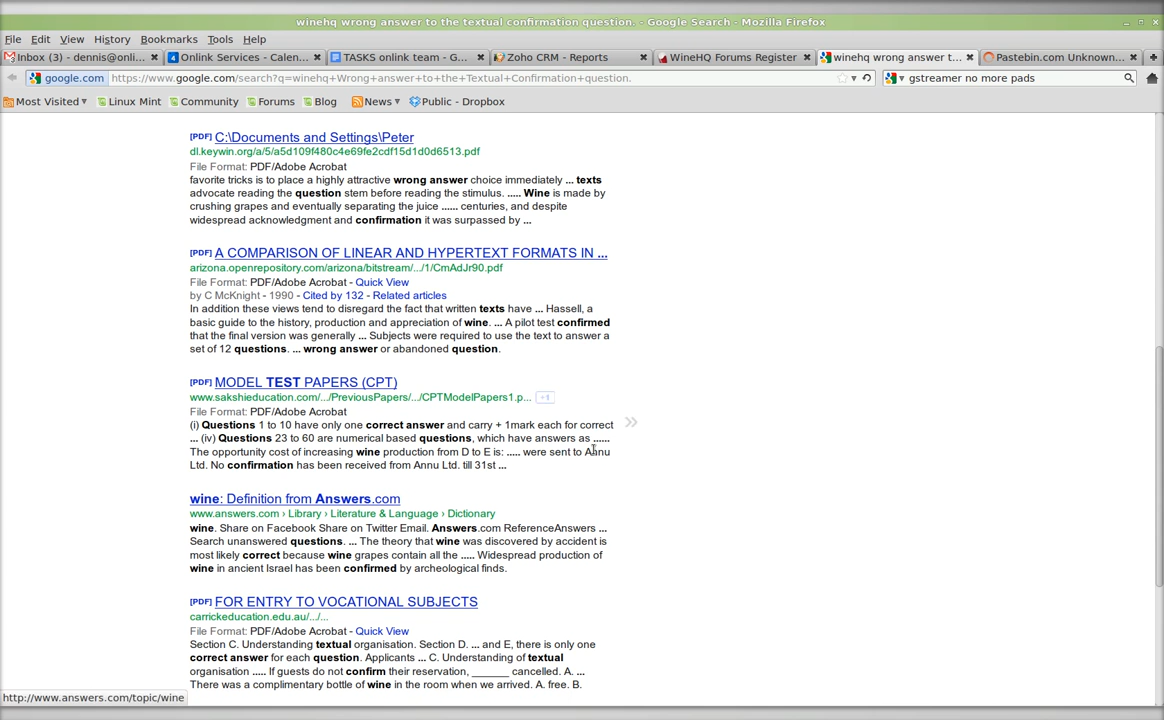 winehq wrong answer to the textual confirmation question. - Google Search - Mozilla Firefox
File Edit View History Bookmarks Tools Help
Inbox (3) - dennis@onli... Onlink Services - Calen... TASKS onlink team - G... Zoho CRM - Reports WineHQ Forums Register winehq wrong answer t... Pastebin.com Unknown...
google.com https://www.google.com/search?q=winehq+Wrong+answer+to+the+Textual+Confirmation+question. gstreamer no more pads
Most Visited Linux Mint Community Forums Blog News Public - Dropbox
[PDF] C:\Documents and Settings\Peter
dl.keywin.org/a/5/a5d109f480c4e69fe2cdf15d1d0d6513.pdf
File Format: PDF/Adobe Acrobat
favorite tricks is to place a highly attractive wrong answer choice immediately ... texts
advocate reading the question stem before reading the stimulus. ..... Wine is made by
crushing grapes and eventually separating the juice ...... centuries, and despite
widespread acknowledgment and confirmation it was surpassed by ...
[PDF] A COMPARISON OF LINEAR AND HYPERTEXT FORMATS IN ...
arizona.openrepository.com/arizona/bitstream/.../1/CmAdJr90.pdf
File Format: PDF/Adobe Acrobat - Quick View
by C McKnight - 1990 - Cited by 132 - Related articles
In addition these views tend to disregard the fact that written texts have ... Hassell, a
basic guide to the history, production and appreciation of wine. ... A pilot test confirmed
that the final version was generally ... Subjects were required to use the text to answer a
set of 12 questions. ... wrong answer or abandoned question.
[PDF] MODEL TEST PAPERS (CPT)
www.sakshieducation.com/.../PreviousPapers/.../CPTModelPapers1.p... +1
File Format: PDF/Adobe Acrobat
(i) Questions 1 to 10 have only one correct answer and carry + 1mark each for correct
... (iv) Questions 23 to 60 are numerical based questions, which have answers as ......
The opportunity cost of increasing wine production from D to E is: ..... were sent to Annu
Ltd. No confirmation has been received from Annu Ltd. till 31st ...
wine: Definition from Answers.com
www.answers.com › Library › Literature & Language › Dictionary
wine. Share on Facebook Share on Twitter Email. Answers.com ReferenceAnswers ...
Search unanswered questions. ... The theory that wine was discovered by accident is
most likely correct because wine grapes contain all the ..... Widespread production of
wine in ancient Israel has been confirmed by archeological finds.
[PDF] FOR ENTRY TO VOCATIONAL SUBJECTS
carrickeducation.edu.au/.../...
File Format: PDF/Adobe Acrobat - Quick View
Section C. Understanding textual organisation. Section D. ... and E, there is only one
correct answer for each question. Applicants ... C. Understanding of textual
organisation ..... If guests do not confirm their reservation, ______ cancelled. A. ...
There was a complimentary bottle of wine in the room when we arrived. A. free. B.
http://www.answers.com/topic/wine